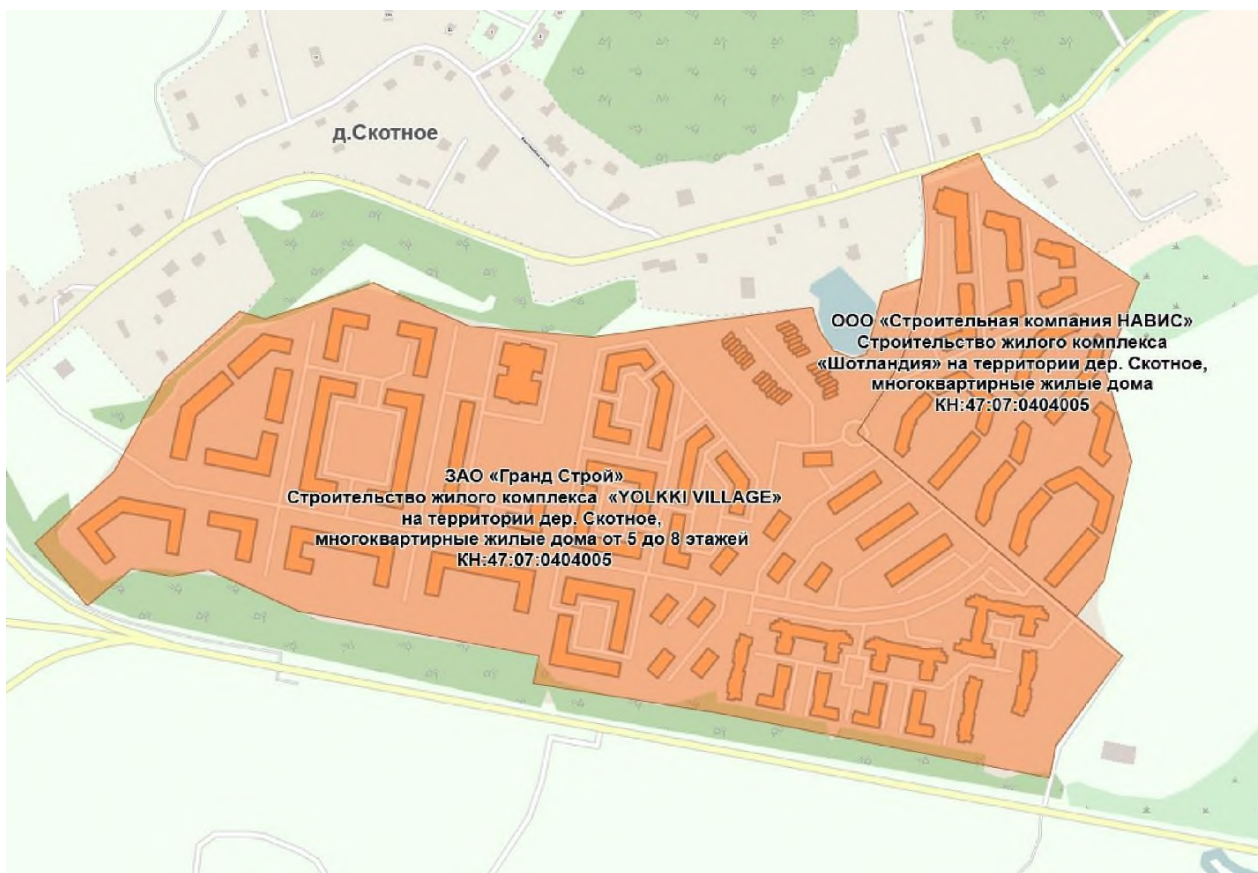 д.Скотное
ООО «Строительная компания НАВИС»
Строительство жилого комплекса
«Шотландия» на территории дер. Скотное,
многоквартирные жилые дома
КН:47:07:0404005
ЗАО «Гранд Строй»
Строительство жилого комплекса «YOLKKI VILLAGE»
на территории дер. Скотное,
многоквартирные жилые дома от 5 до 8 этажей
КН:47:07:0404005